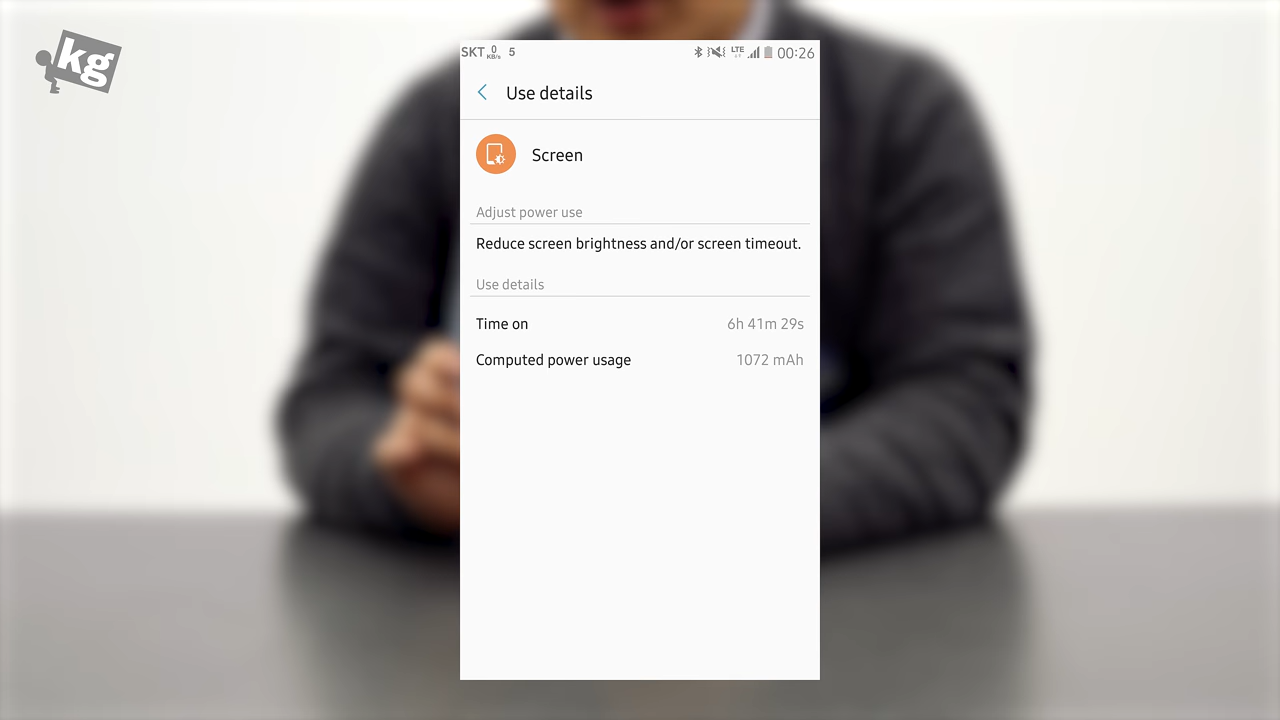 kg
SKT 0 KB/s 5 LTE 00:26
Use details
Screen
Adjust power use
Reduce screen brightness and/or screen timeout.
Use details
Time on 6h 41m 29s
Computed power usage 1072 mAh